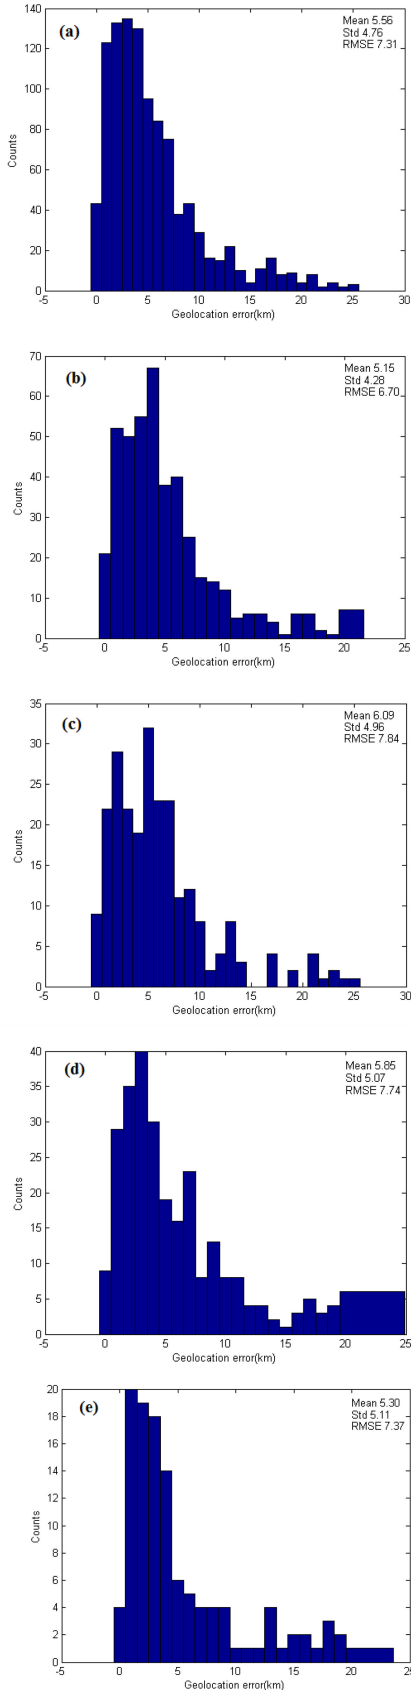 (a)
Mean 5.56
Std 4.76
RMSE 7.31
140
120
100
80
60
40
20
0
Counts
-5 0 5 10 15 20 25 30
Geolocation error(km)
(b)
Mean 5.15
Std 4.28
RMSE 6.70
70
60
50
40
30
20
10
0
Counts
-5 0 5 10 15 20 25
Geolocation error(km)
(c)
Mean 6.09
Std 4.96
RMSE 7.84
35
30
25
20
15
10
5
0
Counts
-5 0 5 10 15 20 25 30
Geolocation error(km)
(d)
Mean 5.85
Std 5.07
RMSE 7.74
40
35
30
25
20
15
10
5
0
Counts
-5 0 5 10 15 20 25
Geolocation error(km)
(e)
Mean 5.30
Std 5.11
RMSE 7.37
20
18
16
14
12
10
8
6
4
2
0
Counts
-5 0 5 10 15 20 25
Geolocation error(km)